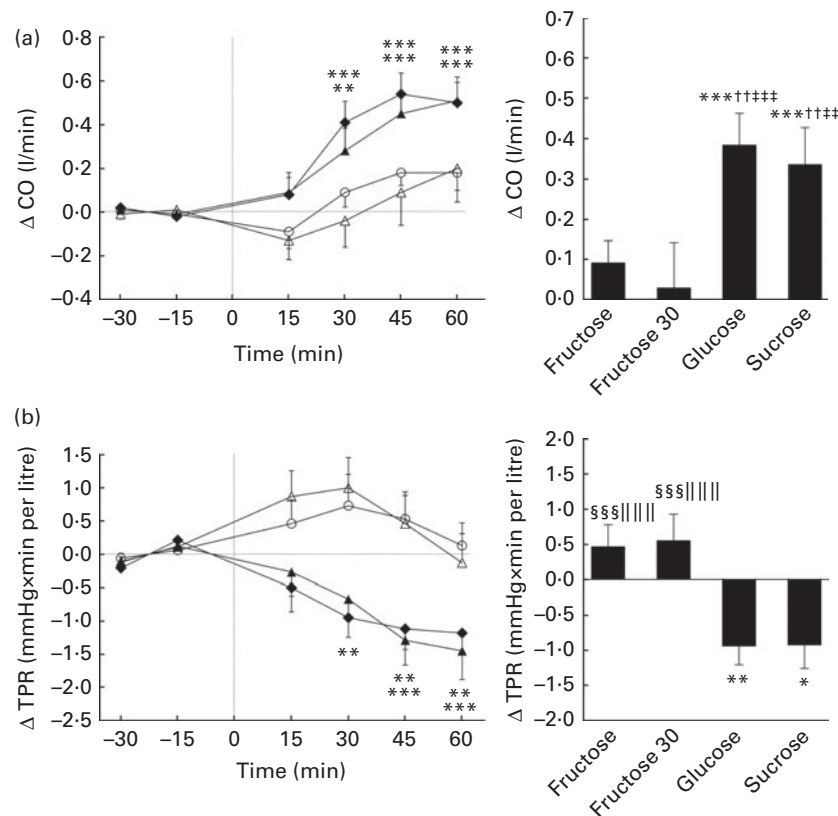 (a)
0·8
0·6
0·4
0·2
0·0
–0·2
–0·4
Δ CO (l/min)
***
**
***
***
***
***
–30 –15 0 15 30 45 60
Time (min)
0·7
0·6
0·5
0·4
0·3
0·2
0·1
0·0
Δ CO (l/min)
***††‡‡‡
***††‡‡
Fructose
Fructose 30
Glucose
Sucrose
(b)
1·5
1·0
0·5
0·0
–0·5
–1·0
–1·5
–2·0
–2·5
Δ TPR (mmHg×min per litre)
**
**
***
**
***
–30 –15 0 15 30 45 60
Time (min)
2·0
1·5
1·0
0·5
0·0
–0·5
–1·0
–1·5
–2·0
Δ TPR (mmHg×min per litre)
§§§‖‖‖
§§§‖‖‖
**
*
Fructose
Fructose 30
Glucose
Sucrose